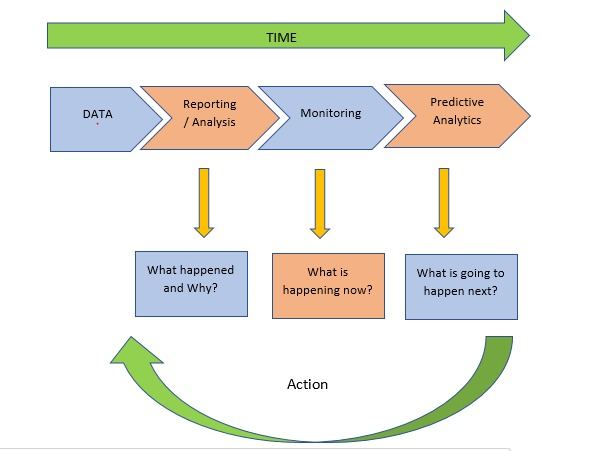 TIME
DATA
Reporting
/ Analysis
Monitoring
Predictive
Analytics
What happened
and Why?
What is
happening now?
What is going to
happen next?
Action